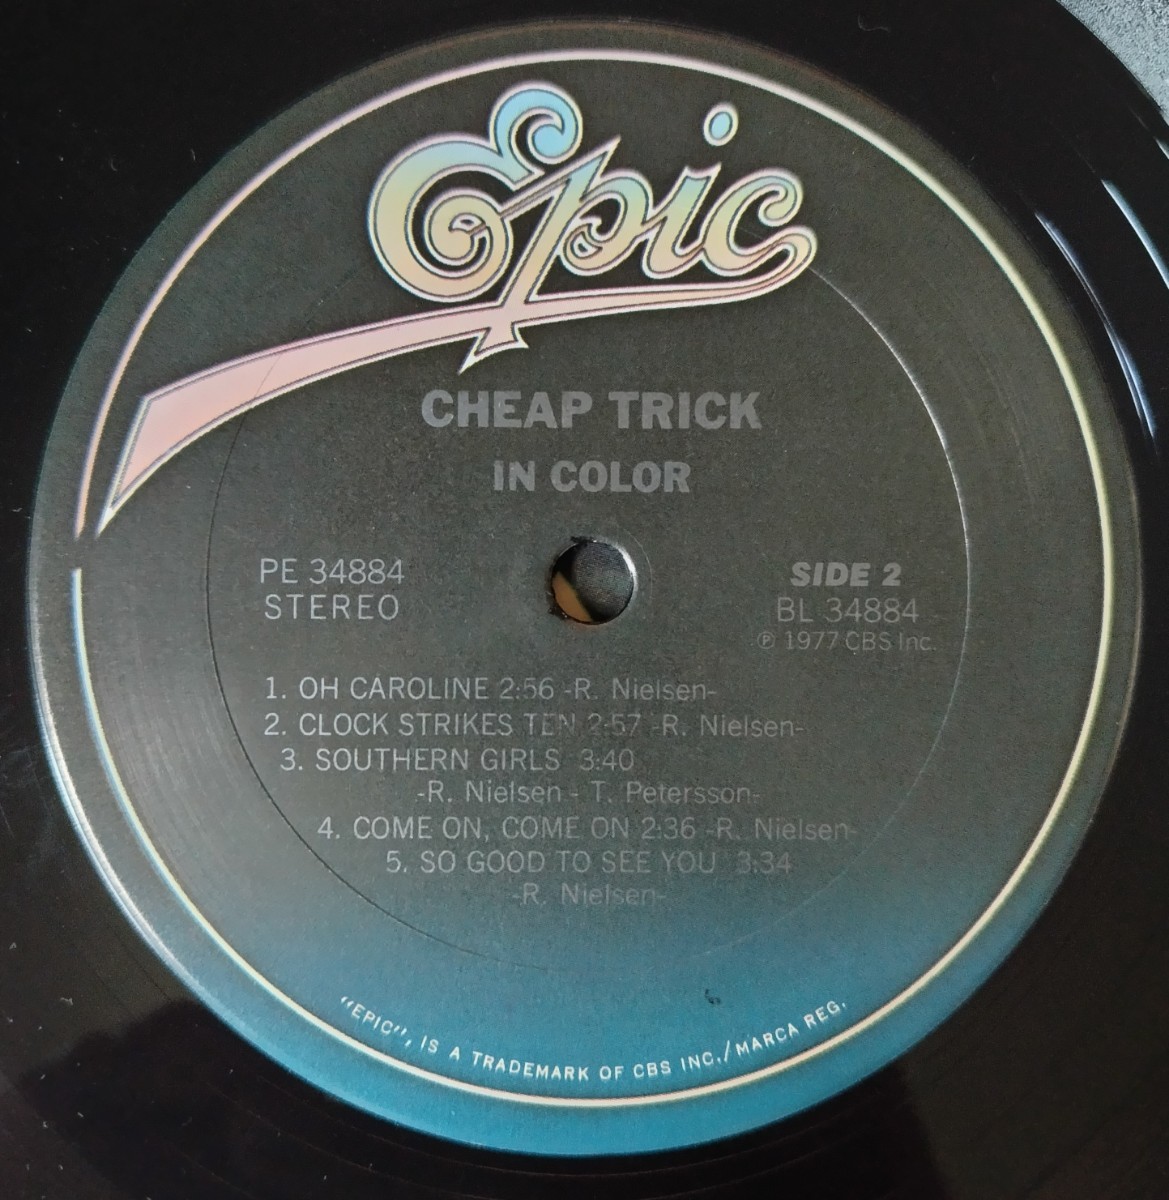 Epic
CHEAP TRICK
IN COLOR
PE 34884
STEREO
SIDE 2
BL 34884
℗ 1977 CBS Inc.
1. OH CAROLINE 2:56 -R. Nielsen-
2. CLOCK STRIKES TEN 2:57 -R. Nielsen-
3. SOUTHERN GIRLS 3:40
-R. Nielsen - T. Petersson-
4. COME ON, COME ON 2:36 -R. Nielsen-
5. SO GOOD TO SEE YOU 3:34
-R. Nielsen-
"EPIC", IS A TRADEMARK OF CBS INC./MARCA REG.